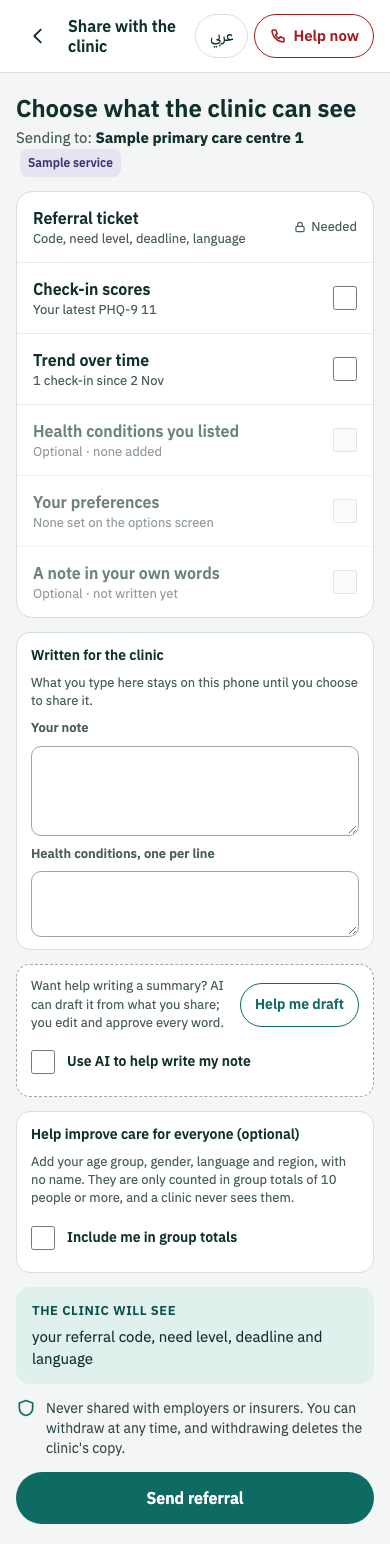 Share with the
clinic
عربي
Help now
Choose what the clinic can see
Sending to: Sample primary care centre 1
Sample service
Referral ticket
Code, need level, deadline, language
Needed
Check-in scores
Your latest PHQ-9 11
Trend over time
1 check-in since 2 Nov
Health conditions you listed
Optional · none added
Your preferences
None set on the options screen
A note in your own words
Optional · not written yet
Written for the clinic
What you type here stays on this phone until you choose
to share it.
Your note
Health conditions, one per line
Want help writing a summary? AI
can draft it from what you share;
you edit and approve every word.
Help me draft
Use AI to help write my note
Help improve care for everyone (optional)
Add your age group, gender, language and region, with
no name. They are only counted in group totals of 10
people or more, and a clinic never sees them.
Include me in group totals
THE CLINIC WILL SEE
your referral code, need level, deadline and
language
Never shared with employers or insurers. You can
withdraw at any time, and withdrawing deletes the
clinic's copy.
Send referral